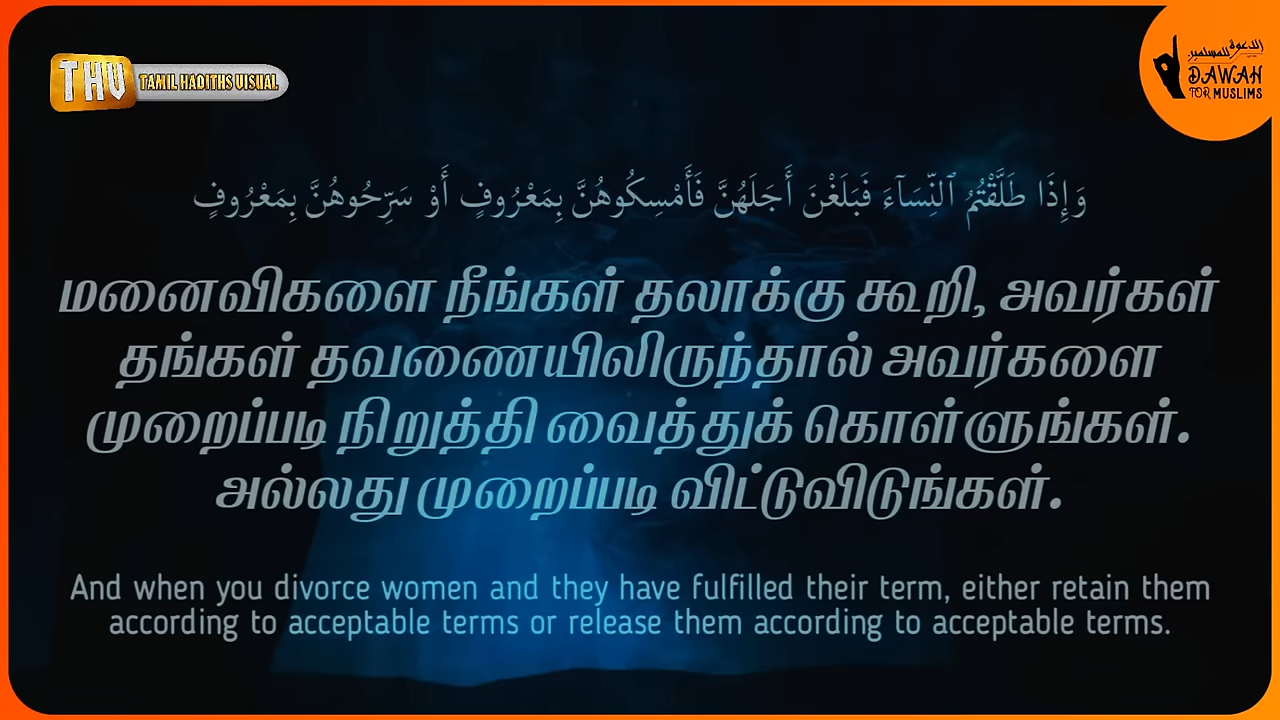 THV
TAMIL HADITHS VISUAL
الدعوة للمسلمين
DAWAH
FOR MUSLIMS
وَإِذَا طَلَّقْتُمُ ٱلنِّسَآءَ فَبَلَغْنَ أَجَلَهُنَّ فَأَمْسِكُوهُنَّ بِمَعْرُوفٍ أَوْ سَرِّحُوهُنَّ بِمَعْرُوفٍ
மனைவிகளை நீங்கள் தலாக்கு கூறி, அவர்கள்
தங்கள் தவணையிலிருந்தால் அவர்களை
முறைப்படி நிறுத்தி வைத்துக் கொள்ளுங்கள்.
அல்லது முறைப்படி விட்டுவிடுங்கள்.
And when you divorce women and they have fulfilled their term, either retain them
according to acceptable terms or release them according to acceptable terms.